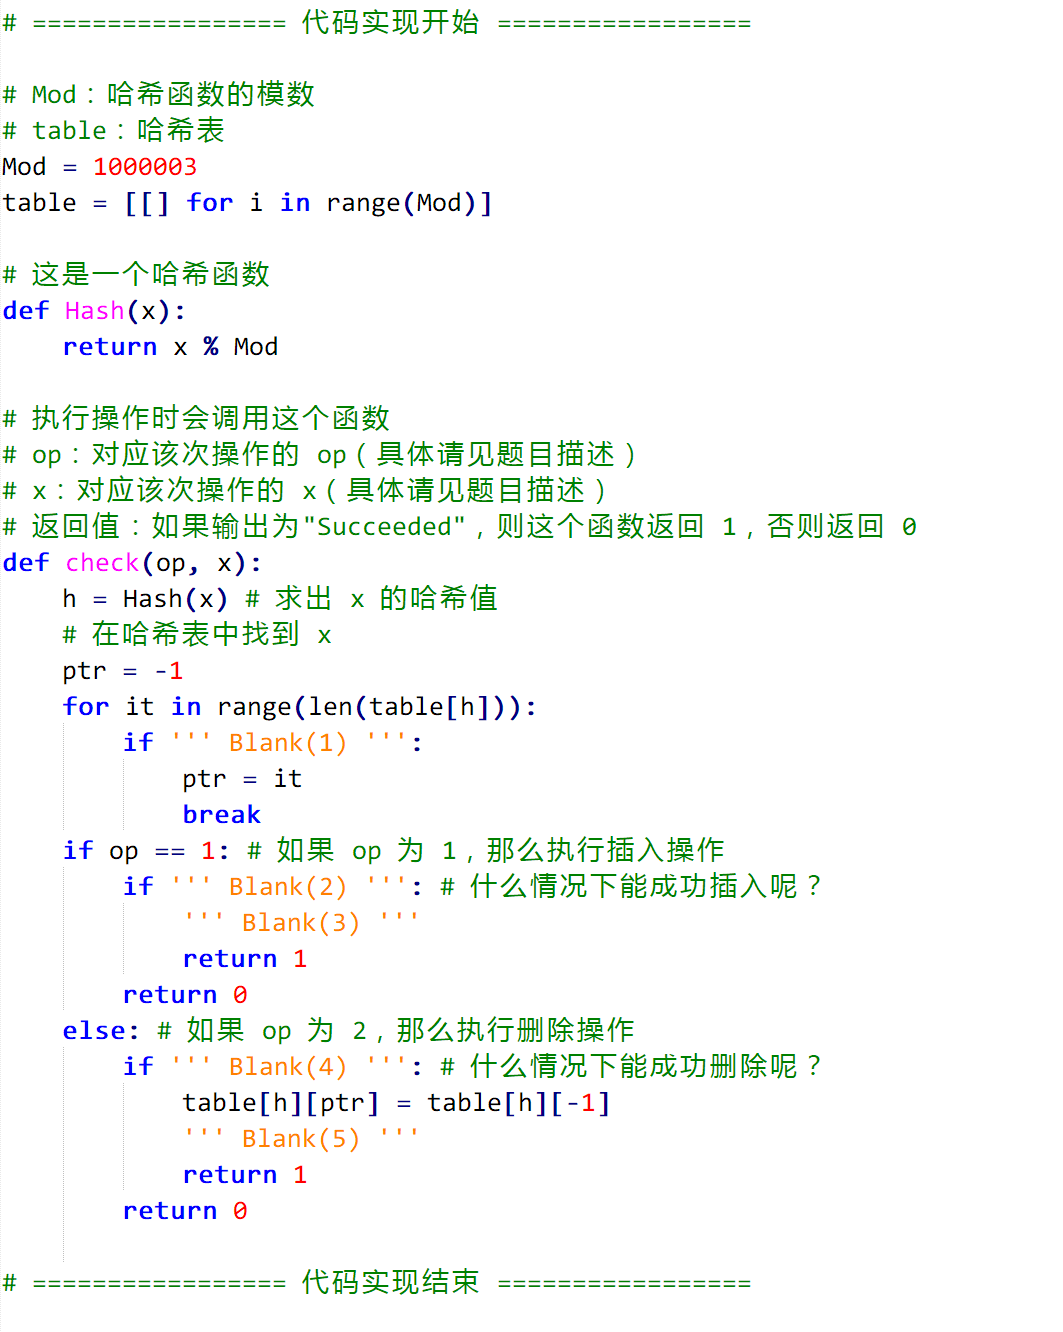 # ================= 代码实现开始 =================
# Mod：哈希函数的模数
# table：哈希表
Mod = 1000003
table = [[] for i in range(Mod)]
# 这是一个哈希函数
def Hash(x):
    return x % Mod
# 执行操作时会调用这个函数
# op：对应该次操作的 op（具体请见题目描述）
# x：对应该次操作的 x（具体请见题目描述）
# 返回值：如果输出为"Succeeded"，则这个函数返回 1，否则返回 0
def check(op, x):
    h = Hash(x) # 求出 x 的哈希值
    # 在哈希表中找到 x
    ptr = -1
    for it in range(len(table[h])):
        if ''' Blank(1) ''':
            ptr = it
            break
    if op == 1: # 如果 op 为 1，那么执行插入操作
        if ''' Blank(2) ''': # 什么情况下能成功插入呢？
            ''' Blank(3) '''
            return 1
        return 0
    else: # 如果 op 为 2，那么执行删除操作
        if ''' Blank(4) ''': # 什么情况下能成功删除呢？
            table[h][ptr] = table[h][-1]
            ''' Blank(5) '''
            return 1
        return 0
# ================= 代码实现结束 =================